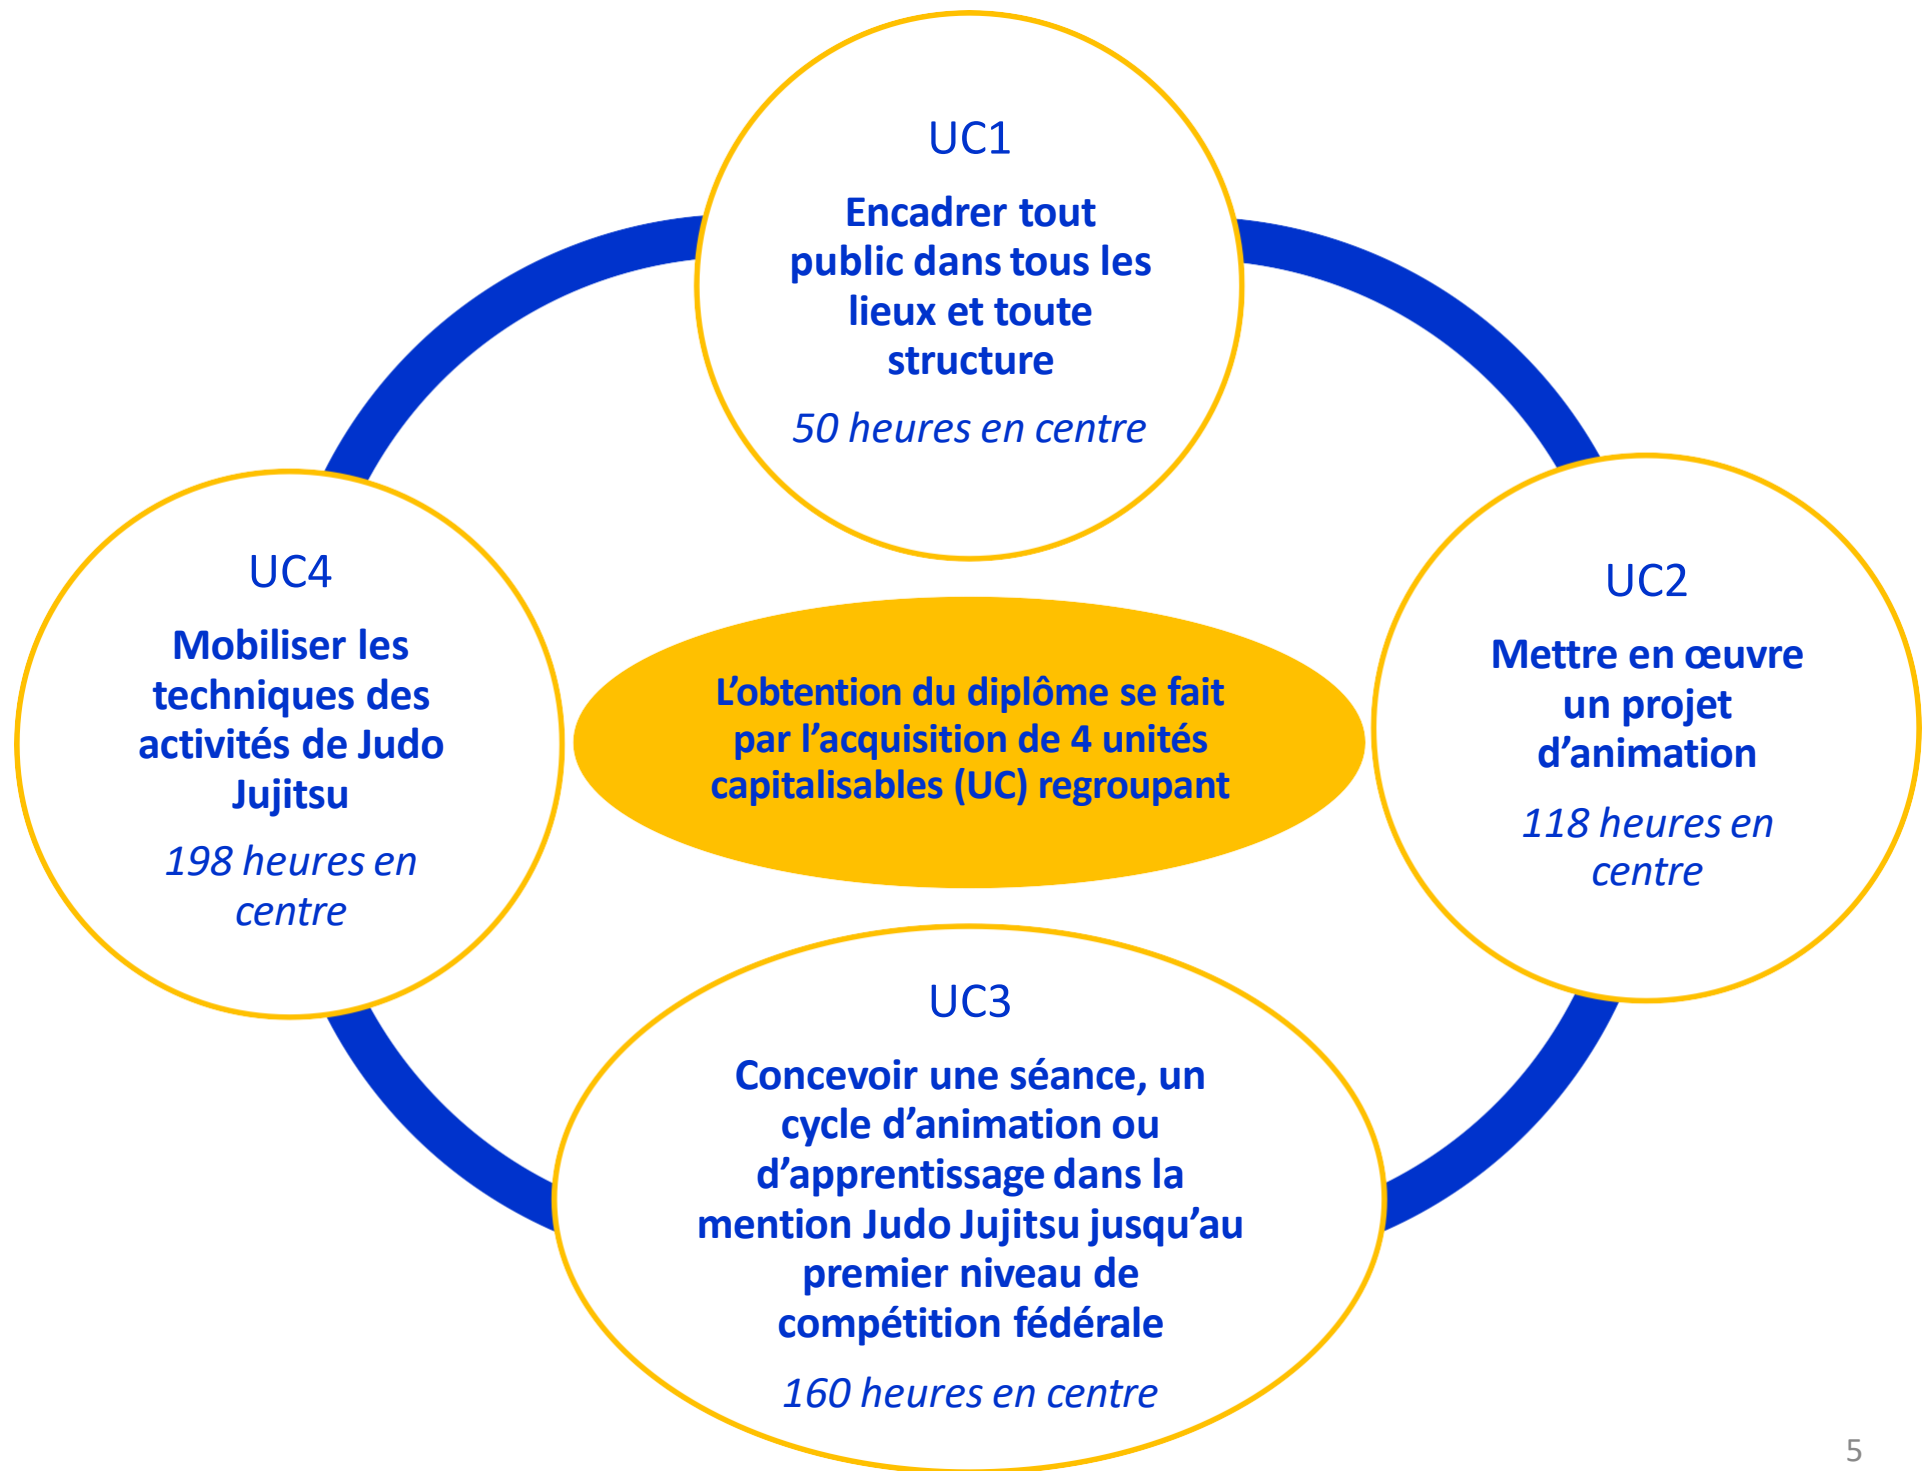 UC1
Encadrer tout
public dans tous les
lieux et toute
structure
50 heures en centre
UC2
Mettre en œuvre
un projet
d’animation
118 heures en
centre
UC3
Concevoir une séance, un
cycle d’animation ou
d’apprentissage dans la
mention Judo Jujitsu jusqu’au
premier niveau de
compétition fédérale
160 heures en centre
UC4
Mobiliser les
techniques des
activités de Judo
Jujitsu
198 heures en
centre
L’obtention du diplôme se fait
par l’acquisition de 4 unités
capitalisables (UC) regroupant
5